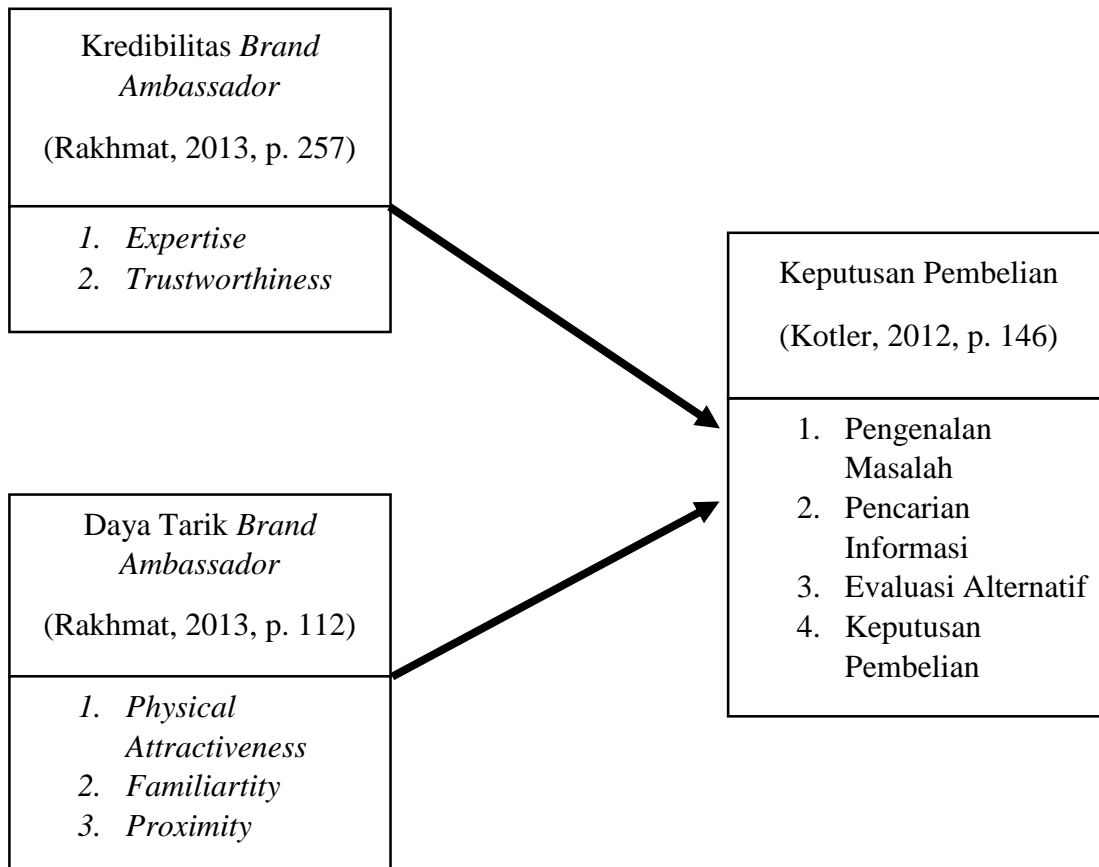 Kredibilitas Brand
Ambassador
(Rakhmat, 2013, p. 257)
1. Expertise
2. Trustworthiness
Daya Tarik Brand
Ambassador
(Rakhmat, 2013, p. 112)
1. Physical
Attractiveness
2. Familiartity
3. Proximity
Keputusan Pembelian
(Kotler, 2012, p. 146)
1. Pengenalan
Masalah
2. Pencarian
Informasi
3. Evaluasi Alternatif
4. Keputusan
Pembelian